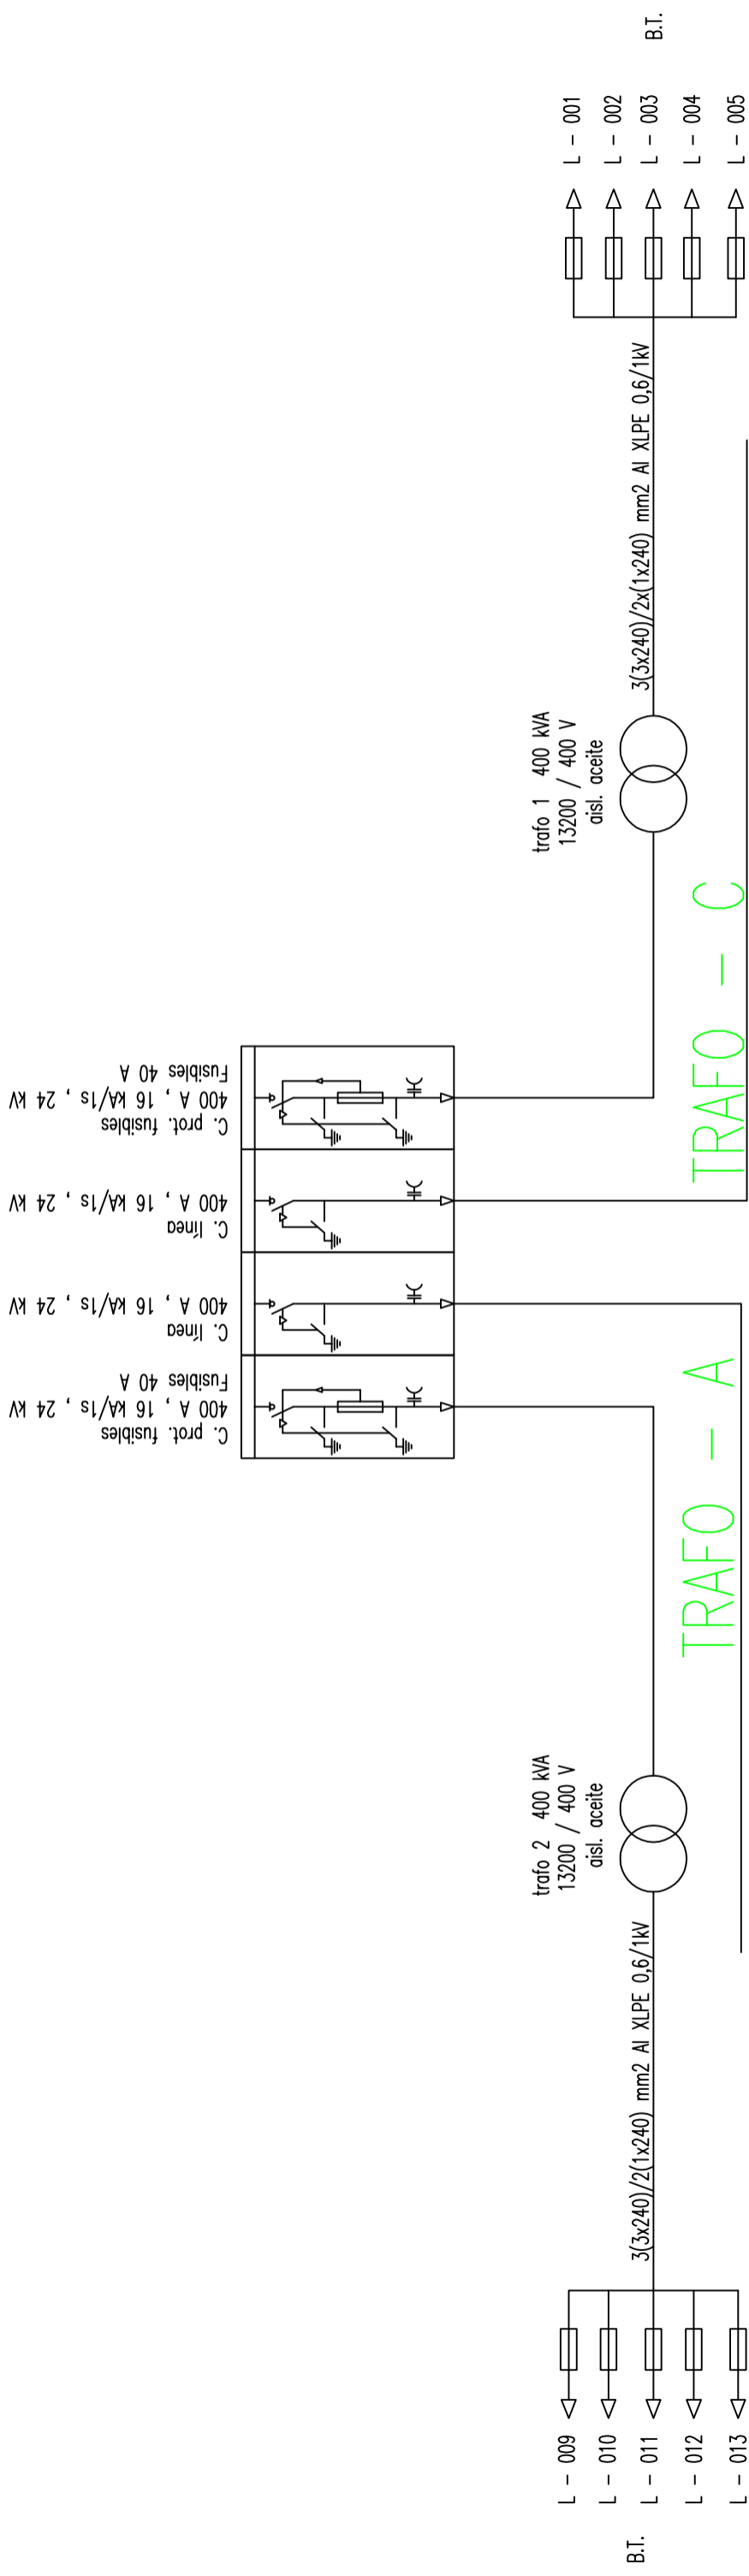 B.T.
L - 001
L - 002
L - 003
L - 004
L - 005
3(3x240)/2x(1x240) mm2 Al XLPE 0,6/1kV
trafo 1 400 kVA
13200 / 400 V
aisl. aceite
TRAFO - C
C. prot. fusibles
400 A , 16 kA/1s , 24 kV
Fusibles 40 A
C. línea
400 A , 16 kA/1s , 24 kV
C. línea
400 A , 16 kA/1s , 24 kV
C. prot. fusibles
400 A , 16 kA/1s , 24 kV
Fusibles 40 A
TRAFO - A
trafo 2 400 kVA
13200 / 400 V
aisl. aceite
3(3x240)/2(1x240) mm2 Al XLPE 0,6/1kV
L - 009
L - 010
L - 011
L - 012
L - 013
B.T.